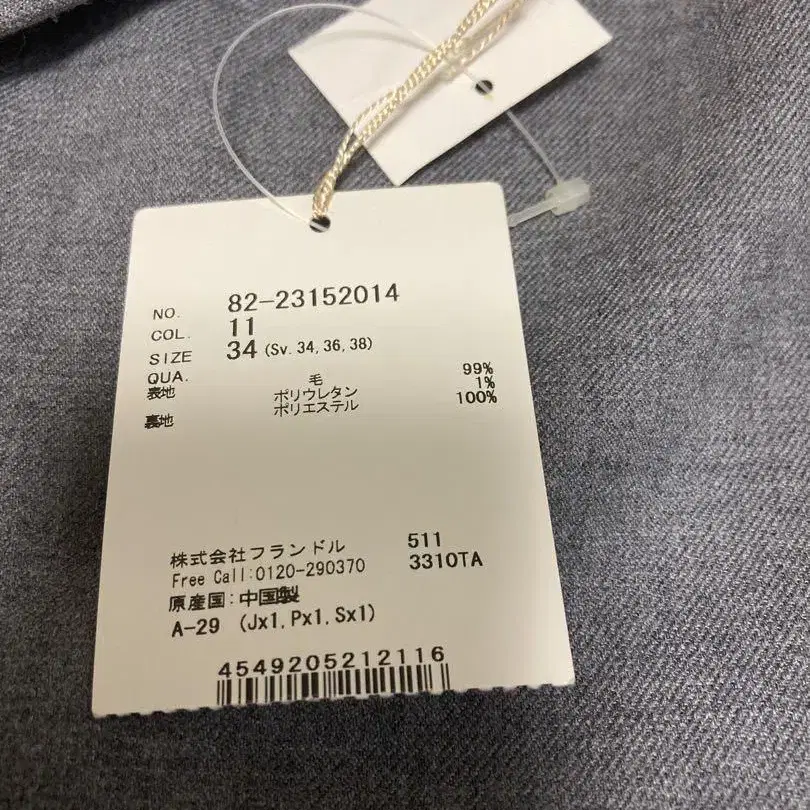 NO. 82-23152014
COL. 11
SIZE 34 (Sv. 34, 36, 38)
QUA.
表地 毛 99%
ポリウレタン 1%
裏地 ポリエステル 100%
株式会社フランドル 511
Free Call:0120-290370 3310TA
原産国:中国製
A-29 (Jx1, Px1, Sx1)
4549205212116